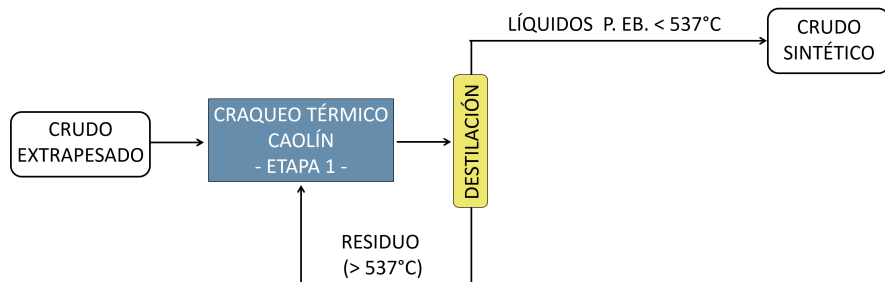 LÍQUIDOS  P. EB. < 537°C
CRUDO
SINTÉTICO
CRUDO
EXTRAPESADO
CRAQUEO TÉRMICO
CAOLÍN
- ETAPA 1 -
DESTILACIÓN
RESIDUO
(> 537°C)